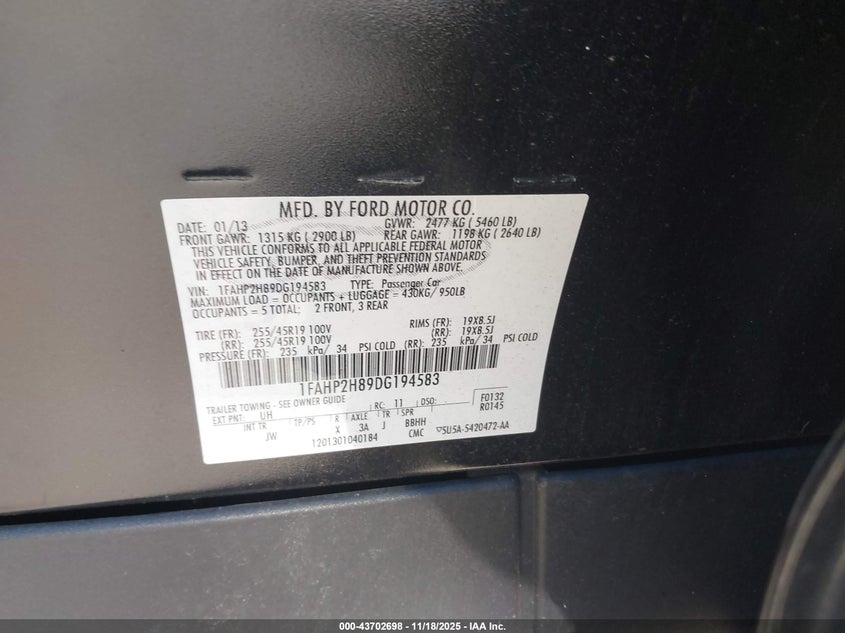 MFD. BY FORD MOTOR CO.
DATE: 01/13 GVWR: 2477 KG ( 5460 LB)
FRONT GAWR: 1315 KG ( 2900 LB) REAR GAWR: 1198 KG ( 2640 LB)
THIS VEHICLE CONFORMS TO ALL APPLICABLE FEDERAL MOTOR
VEHICLE SAFETY, BUMPER, AND THEFT PREVENTION STANDARDS
IN EFFECT ON THE DATE OF MANUFACTURE SHOWN ABOVE.
VIN: 1FAHP2H89DG194583 TYPE: Passenger Car
MAXIMUM LOAD = OCCUPANTS + LUGGAGE = 430KG/ 950LB
OCCUPANTS = 5 TOTAL: 2 FRONT, 3 REAR
TIRE (FR): 255/45R19 100V RIMS (FR): 19X8.5J
(RR): 255/45R19 100V (RR): 19X8.5J
PRESSURE (FR): 235 kPa/ 34 PSI COLD (RR): 235 kPa/ 34 PSI COLD
1FAHP2H89DG194583
TRAILER TOWING - SEE OWNER GUIDE
EXT PNT: UH RC: 11 DSO: F0132
R0145
INT TR TP/PS R AXLE TR SPR
JW X 3A J BBHH
1201301040184 CMC 5U5A-5420472-AA
000-43702698 - 11/18/2025 - IAA Inc.